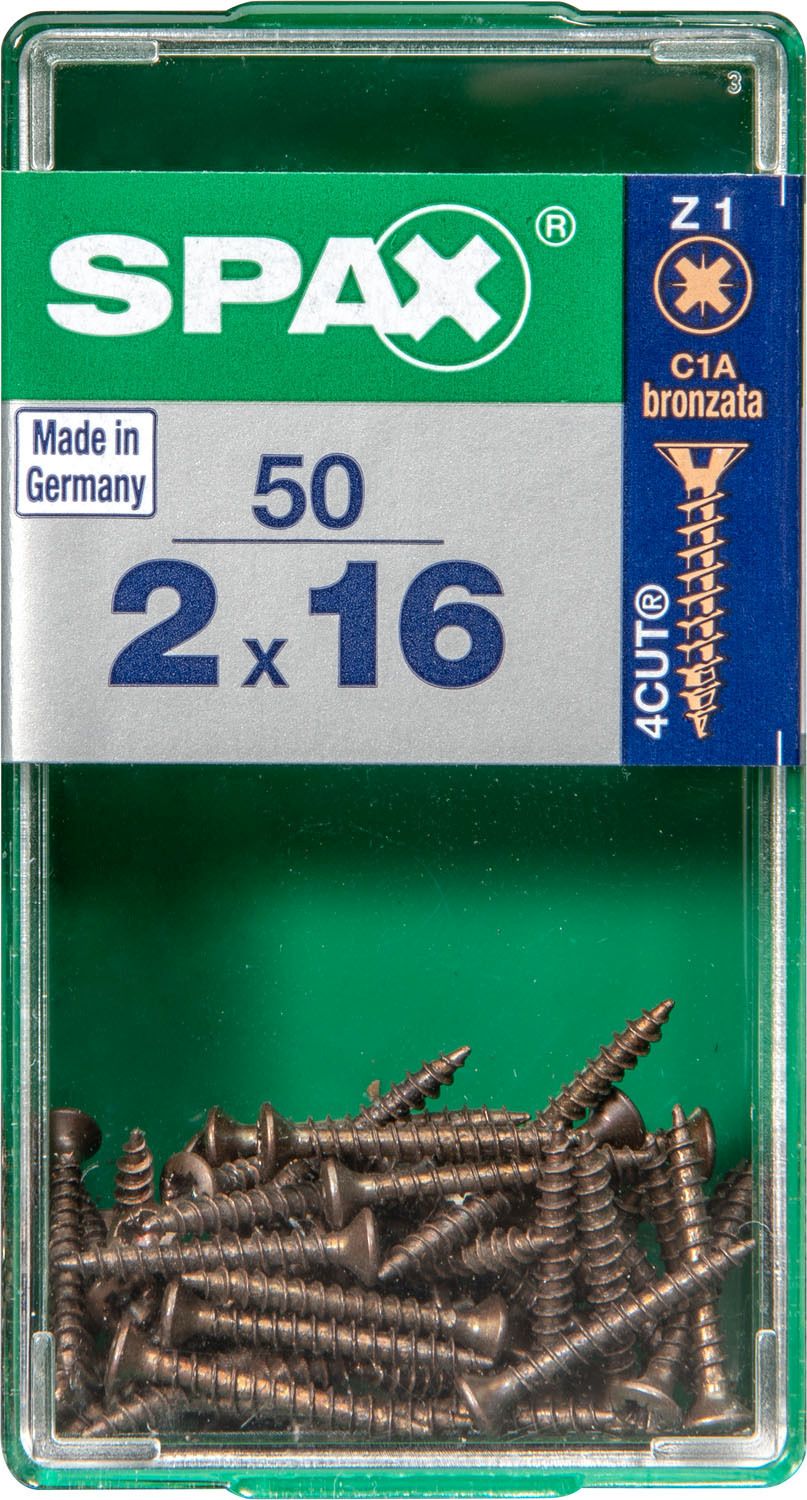 3
SPAX®
Z 1
C1A
bronzata
Made in
Germany
50
2 x 16
4CUT®